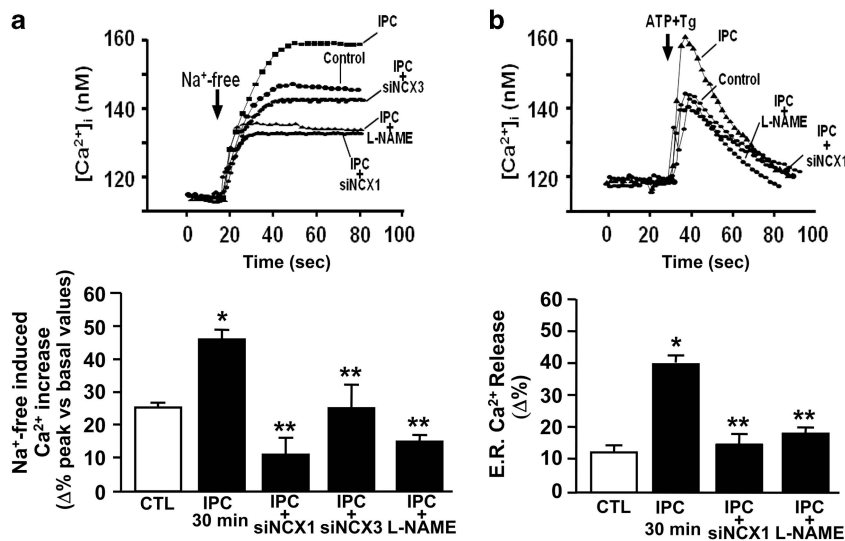 a
160
140
120
[Ca²⁺]ᵢ (nM)
Na⁺-free
IPC
Control
IPC
+
siNCX3
IPC
+
L-NAME
IPC
+
siNCX1
0 20 40 60 80 100
Time (sec)
b
160
140
120
[Ca²⁺]ᵢ (nM)
ATP+Tg
IPC
Control
IPC
+
L-NAME
IPC
+
siNCX1
0 20 40 60 80 100
Time (sec)
Na⁺-free induced
Ca²⁺ increase
(Δ% peak vs basal values)
60
50
40
30
20
10
0
*
**
**
**
CTL
IPC
30 min
IPC
+
siNCX1
IPC
+
siNCX3
IPC
+
L-NAME
E.R. Ca²⁺ Release
(Δ%)
60
50
40
30
20
10
0
*
**
**
CTL
IPC
30 min
IPC
+
siNCX1
IPC
+
L-NAME